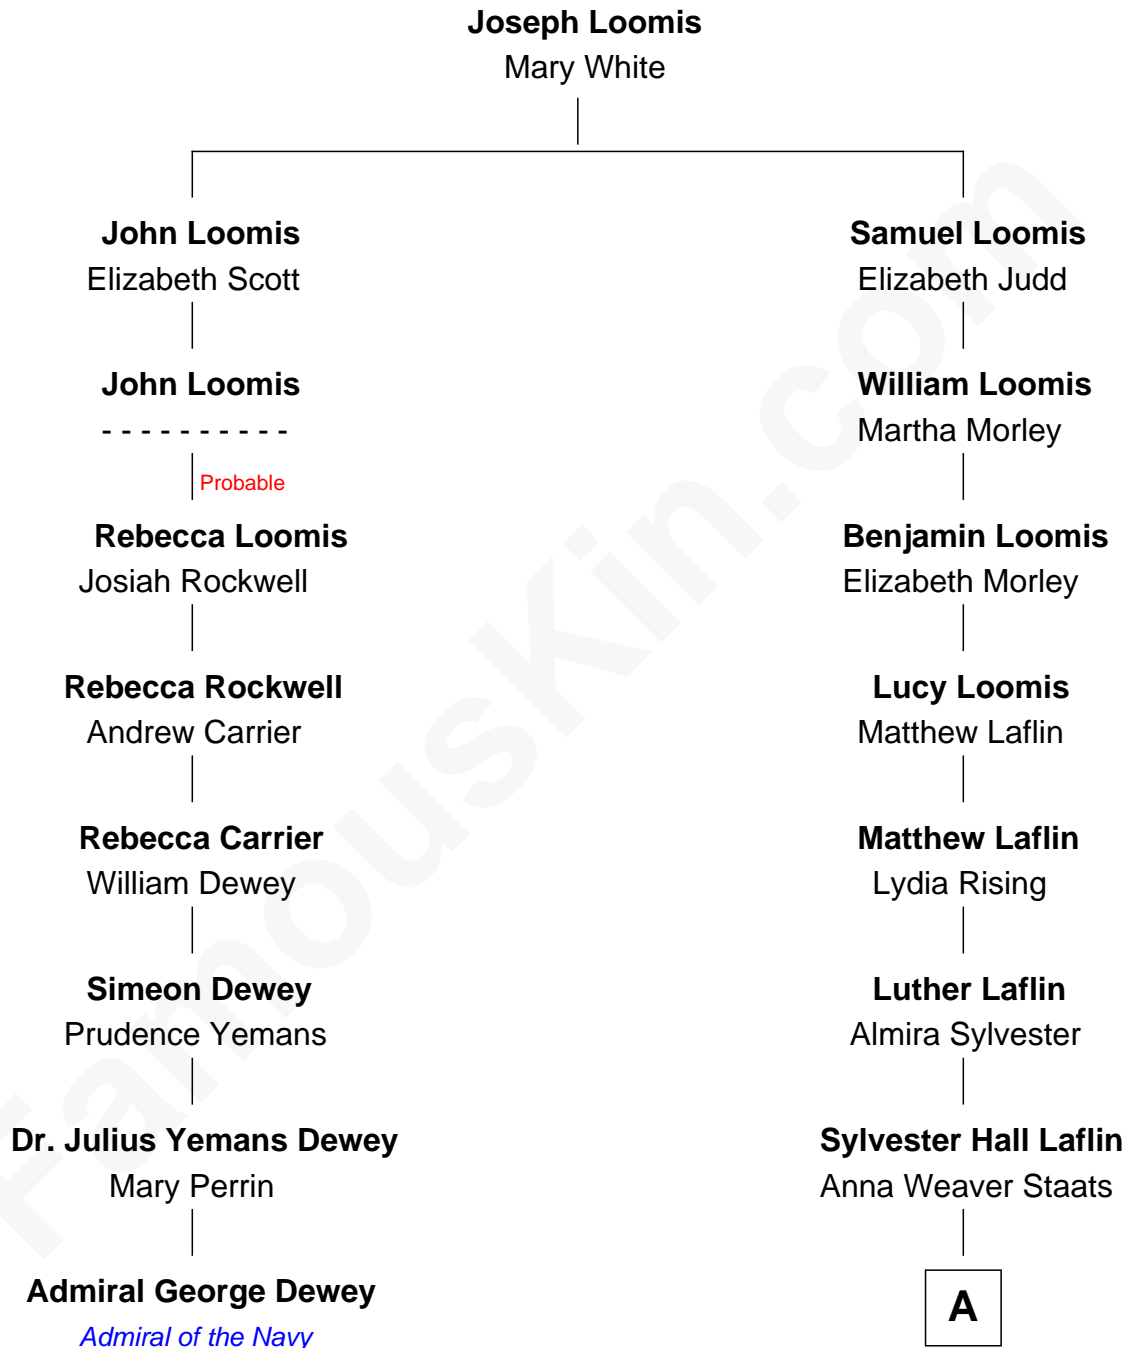 Joseph Loomis
Mary White
John Loomis
Elizabeth Scott
John Loomis
- - - - - - - - - -
Probable
Rebecca Loomis
Josiah Rockwell
Rebecca Rockwell
Andrew Carrier
Rebecca Carrier
William Dewey
Simeon Dewey
Prudence Yemans
Dr. Julius Yemans Dewey
Mary Perrin
Admiral George Dewey
Admiral of the Navy
Samuel Loomis
Elizabeth Judd
William Loomis
Martha Morley
Benjamin Loomis
Elizabeth Morley
Lucy Loomis
Matthew Laflin
Matthew Laflin
Lydia Rising
Luther Laflin
Almira Sylvester
Sylvester Hall Laflin
Anna Weaver Staats
A
FamousKin.com